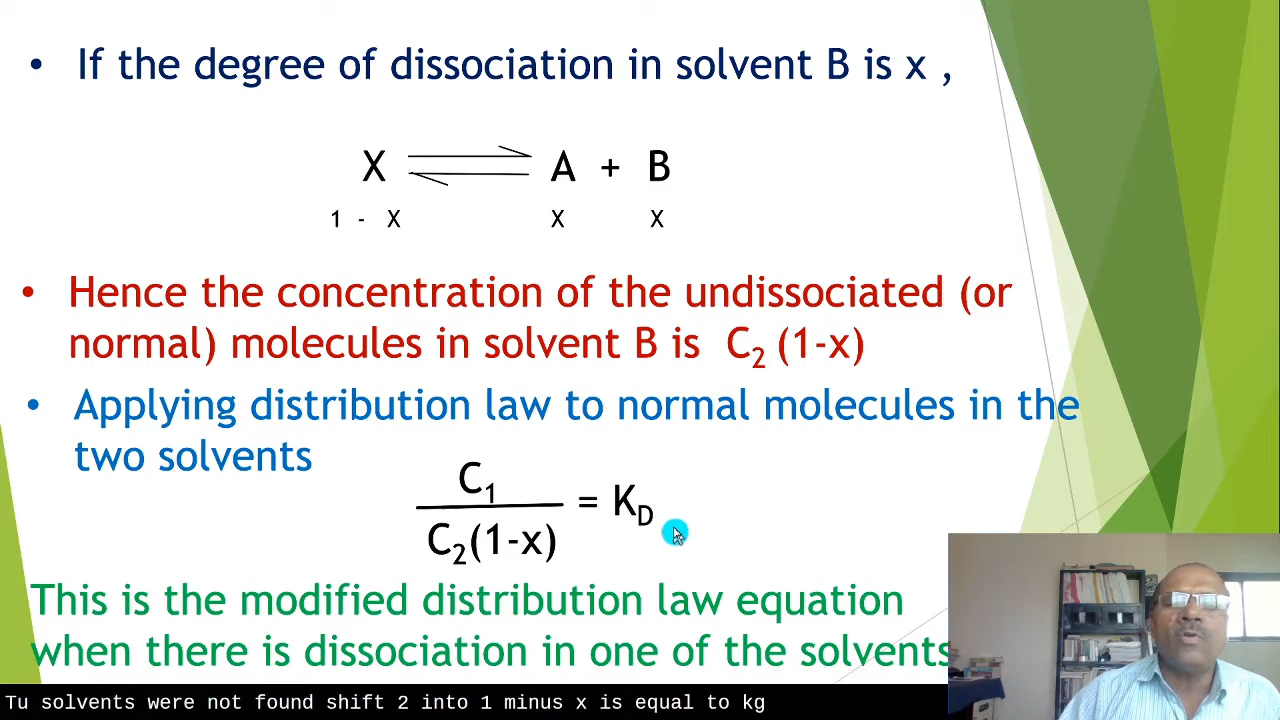 • If the degree of dissociation in solvent B is x ,
X ⇌ A + B
1 - X X X
• Hence the concentration of the undissociated (or
normal) molecules in solvent B is C₂ (1-x)
• Applying distribution law to normal molecules in the
two solvents
C₁
= K_D
C₂(1-x)
This is the modified distribution law equation
when there is dissociation in one of the solvents
Tu solvents were not found shift 2 into 1 minus x is equal to kg